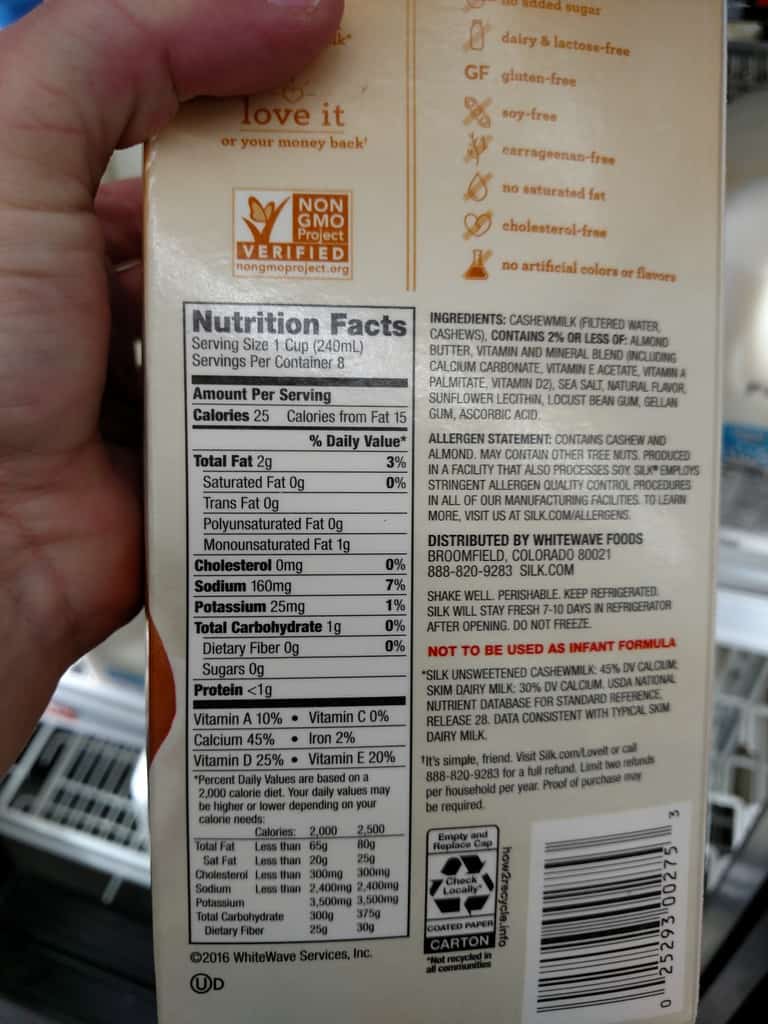 no added sugar
dairy & lactose-free
GF gluten-free
soy-free
carrageenan-free
no saturated fat
cholesterol-free
no artificial colors or flavors
love it
or your money back†
NON
GMO
Project
VERIFIED
nongmoproject.org
Nutrition Facts
Serving Size 1 Cup (240mL)
Servings Per Container 8
Amount Per Serving
Calories 25 Calories from Fat 15
% Daily Value*
Total Fat 2g 3%
Saturated Fat 0g 0%
Trans Fat 0g
Polyunsaturated Fat 0g
Monounsaturated Fat 1g
Cholesterol 0mg 0%
Sodium 160mg 7%
Potassium 25mg 1%
Total Carbohydrate 1g 0%
Dietary Fiber 0g 0%
Sugars 0g
Protein <1g
Vitamin A 10% • Vitamin C 0%
Calcium 45% • Iron 2%
Vitamin D 25% • Vitamin E 20%
*Percent Daily Values are based on a
2,000 calorie diet. Your daily values may
be higher or lower depending on your
calorie needs:
Calories: 2,000 2,500
Total Fat Less than 65g 80g
Sat Fat Less than 20g 25g
Cholesterol Less than 300mg 300mg
Sodium Less than 2,400mg 2,400mg
Potassium 3,500mg 3,500mg
Total Carbohydrate 300g 375g
Dietary Fiber 25g 30g
©2016 WhiteWave Services, Inc.
UD
INGREDIENTS: CASHEWMILK (FILTERED WATER,
CASHEWS), CONTAINS 2% OR LESS OF: ALMOND
BUTTER, VITAMIN AND MINERAL BLEND (INCLUDING
CALCIUM CARBONATE, VITAMIN E ACETATE, VITAMIN A
PALMITATE, VITAMIN D2), SEA SALT, NATURAL FLAVOR,
SUNFLOWER LECITHIN, LOCUST BEAN GUM, GELLAN
GUM, ASCORBIC ACID.
ALLERGEN STATEMENT: CONTAINS CASHEW AND
ALMOND. MAY CONTAIN OTHER TREE NUTS. PRODUCED
IN A FACILITY THAT ALSO PROCESSES SOY. SILK® EMPLOYS
STRINGENT ALLERGEN QUALITY CONTROL PROCEDURES
IN ALL OF OUR MANUFACTURING FACILITIES. TO LEARN
MORE, VISIT US AT SILK.COM/ALLERGENS.
DISTRIBUTED BY WHITEWAVE FOODS
BROOMFIELD, COLORADO 80021
888-820-9283 SILK.COM
SHAKE WELL. PERISHABLE. KEEP REFRIGERATED.
SILK WILL STAY FRESH 7-10 DAYS IN REFRIGERATOR
AFTER OPENING. DO NOT FREEZE.
NOT TO BE USED AS INFANT FORMULA
*SILK UNSWEETENED CASHEWMILK: 45% DV CALCIUM;
SKIM DAIRY MILK: 30% DV CALCIUM. USDA NATIONAL
NUTRIENT DATABASE FOR STANDARD REFERENCE,
RELEASE 28. DATA CONSISTENT WITH TYPICAL SKIM
DAIRY MILK.
†It's simple, friend. Visit Silk.com/LoveIt or call
888-820-9283 for a full refund. Limit two refunds
per household per year. Proof of purchase may
be required.
Empty and
Replace Cap
Check
Locally*
COATED PAPER
CARTON
*Not recycled in
all communities
how2recycle.info
0 25293 00275 3